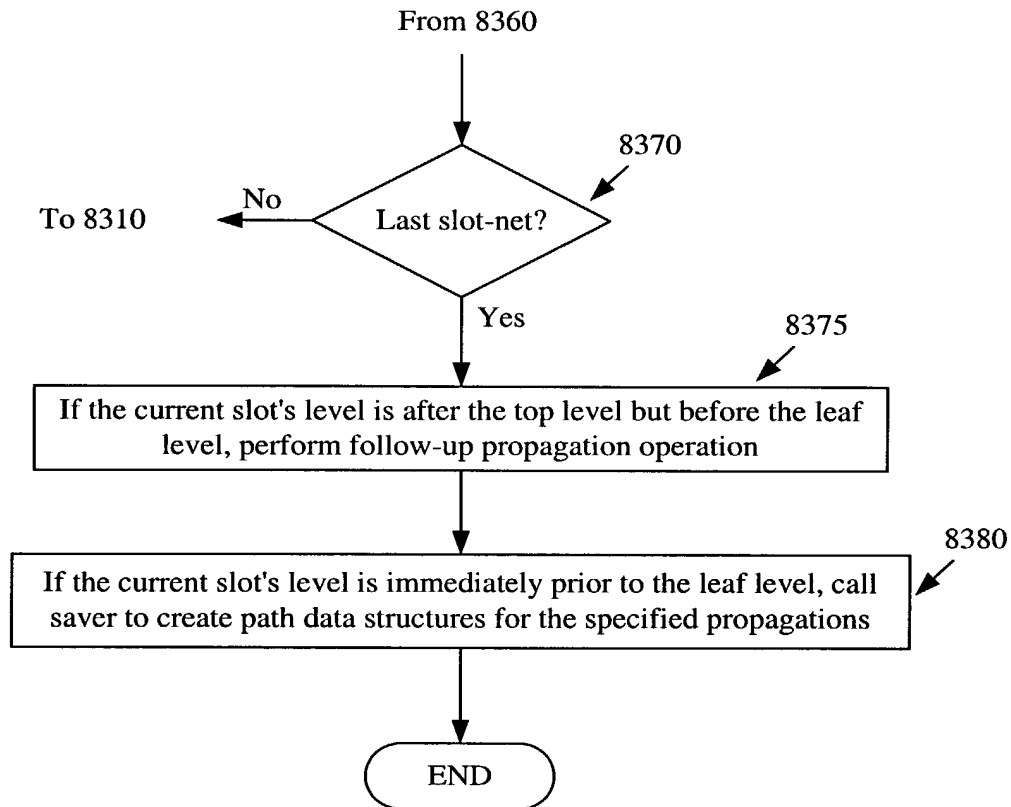 From 8360
8370
No
To 8310
Last slot-net?
Yes
8375
If the current slot's level is after the top level but before the leaf
level, perform follow-up propagation operation
8380
If the current slot's level is immediately prior to the leaf level, call
saver to create path data structures for the specified propagations
END